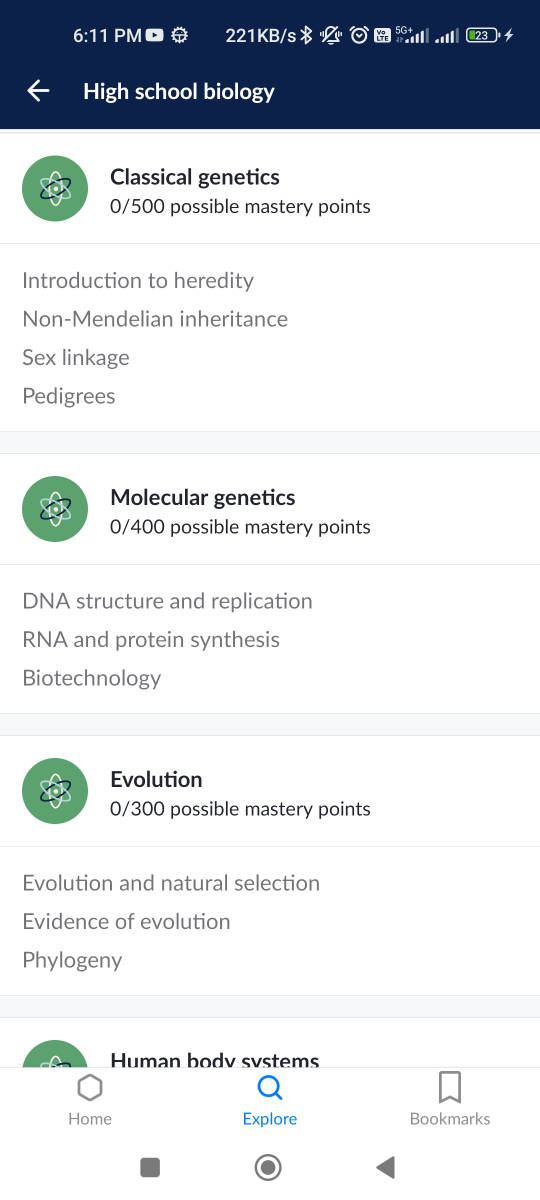 6:11 PM 221KB/s VoLTE 5G+ 23
High school biology
Classical genetics
0/500 possible mastery points
Introduction to heredity
Non-Mendelian inheritance
Sex linkage
Pedigrees
Molecular genetics
0/400 possible mastery points
DNA structure and replication
RNA and protein synthesis
Biotechnology
Evolution
0/300 possible mastery points
Evolution and natural selection
Evidence of evolution
Phylogeny
Human body systems
Home Explore Bookmarks